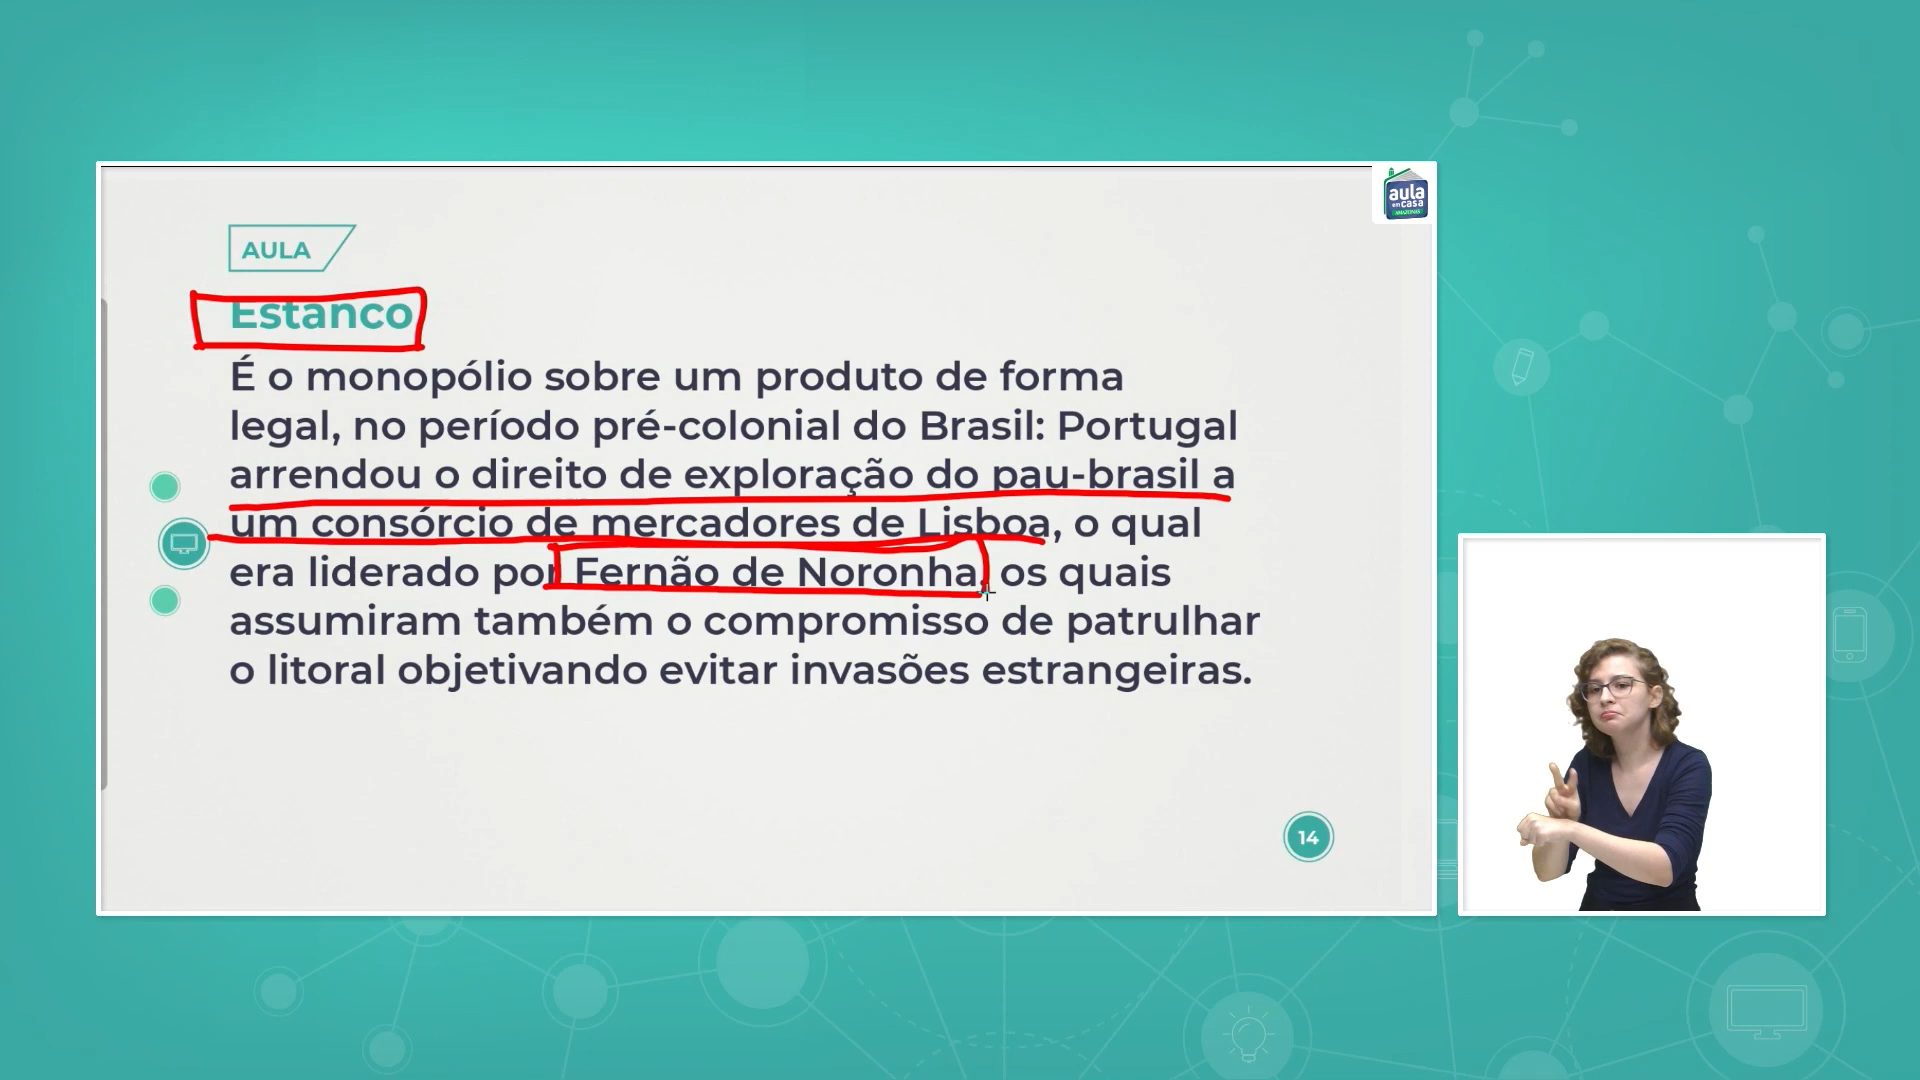 aula
em casa
AMAZONAS
AULA
Estanco
É o monopólio sobre um produto de forma
legal, no período pré-colonial do Brasil: Portugal
arrendou o direito de exploração do pau-brasil a
um consórcio de mercadores de Lisboa, o qual
era liderado por Fernão de Noronha, os quais
assumiram também o compromisso de patrulhar
o litoral objetivando evitar invasões estrangeiras.
14